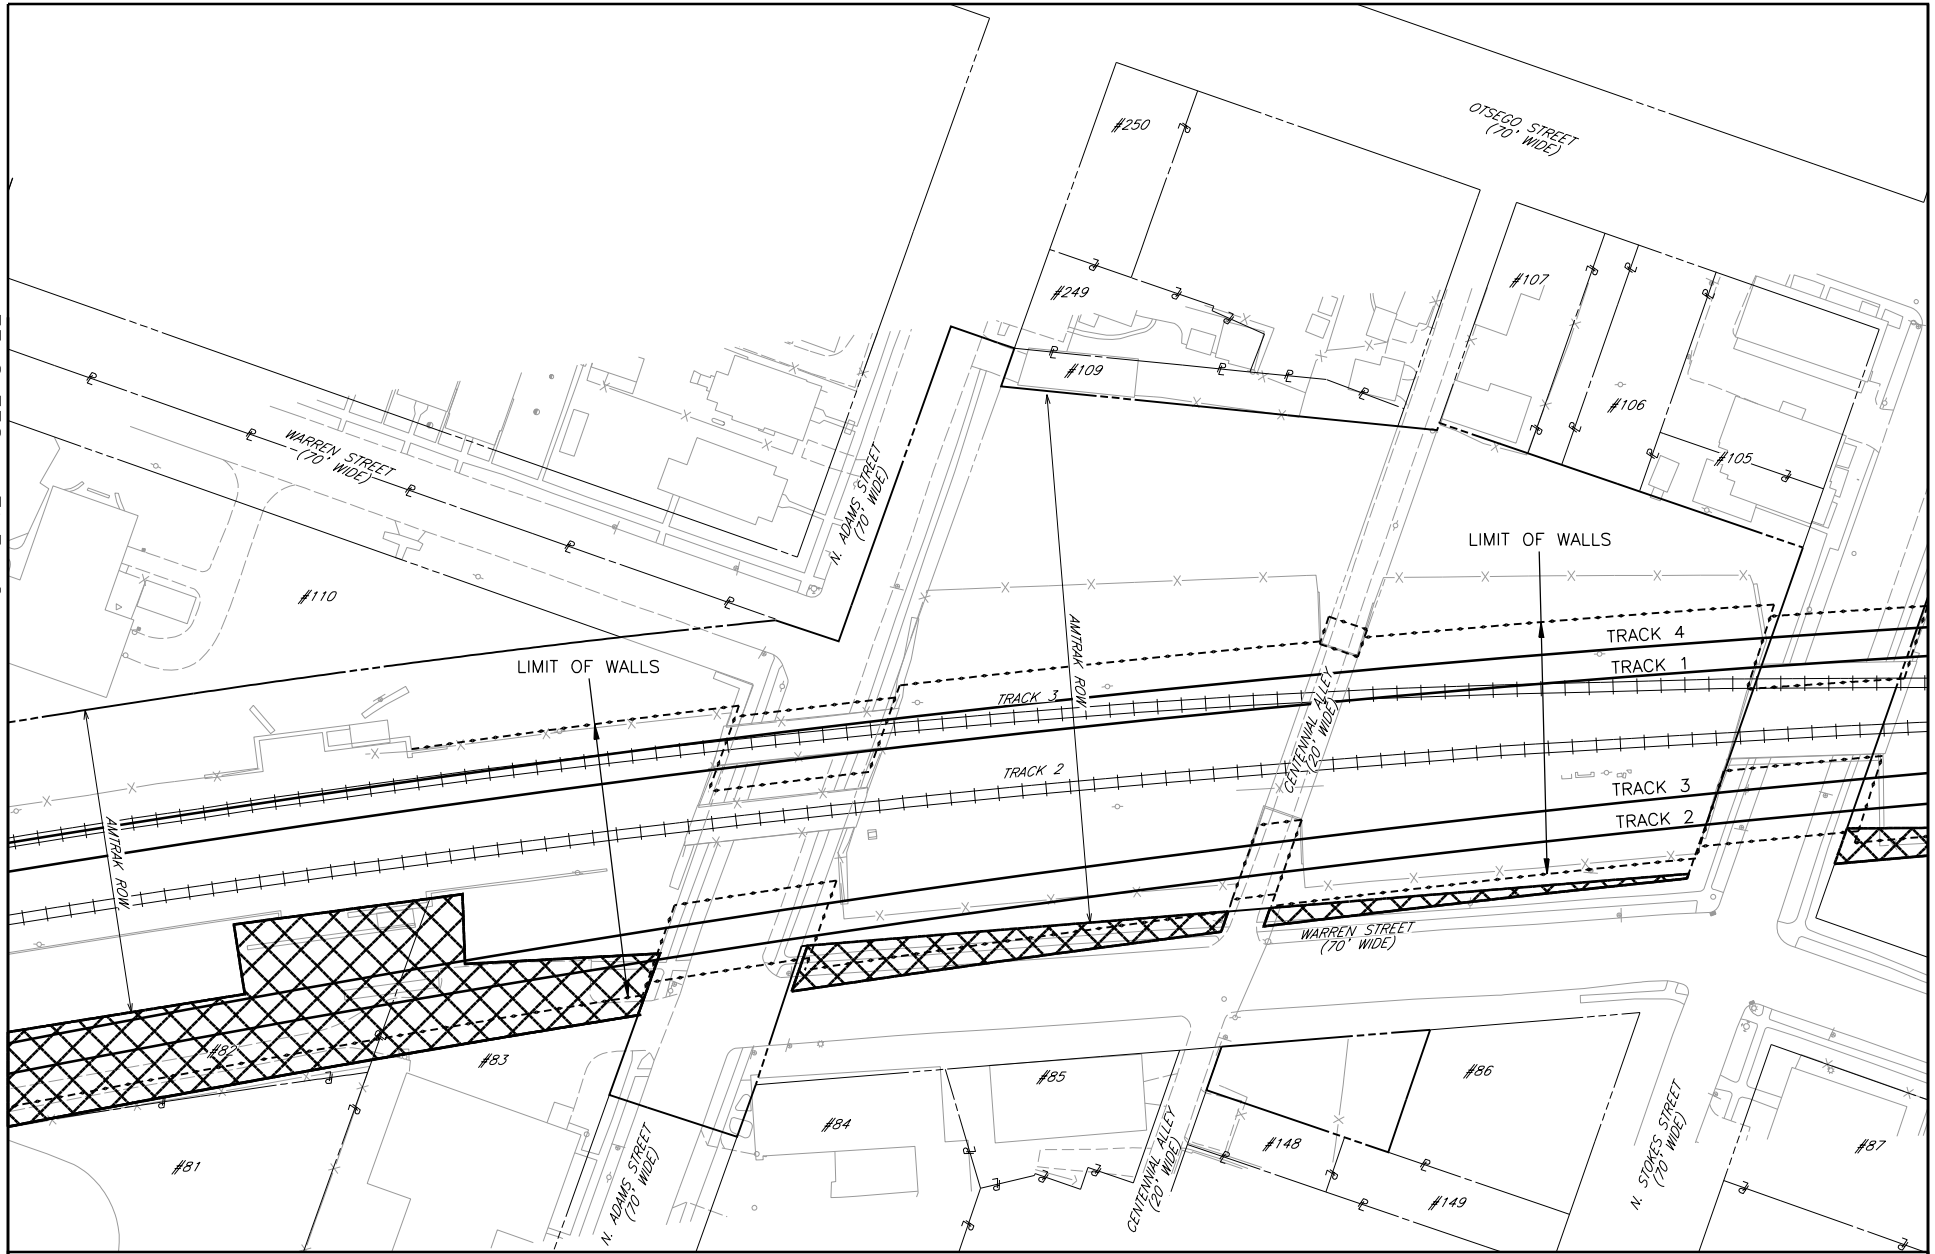 #250
OTSEGO STREET
(70' WIDE)
#249
#107
#109
#106
WARREN STREET
(70' WIDE)
#105
N. ADAMS STREET
(70' WIDE)
LIMIT OF WALLS
#110
AMTRAK ROW
TRACK 4
LIMIT OF WALLS
TRACK 1
TRACK 3
CENTENNIAL ALLEY
(20' WIDE)
TRACK 2
TRACK 3
TRACK 2
AMTRAK ROW
WARREN STREET
(70' WIDE)
#82
#83
#85
#86
#84
#148
#87
#81
N. ADAMS STREET
(70' WIDE)
CENTENNIAL ALLEY
(20' WIDE)
#149
N. STOKES STREET
(70' WIDE)